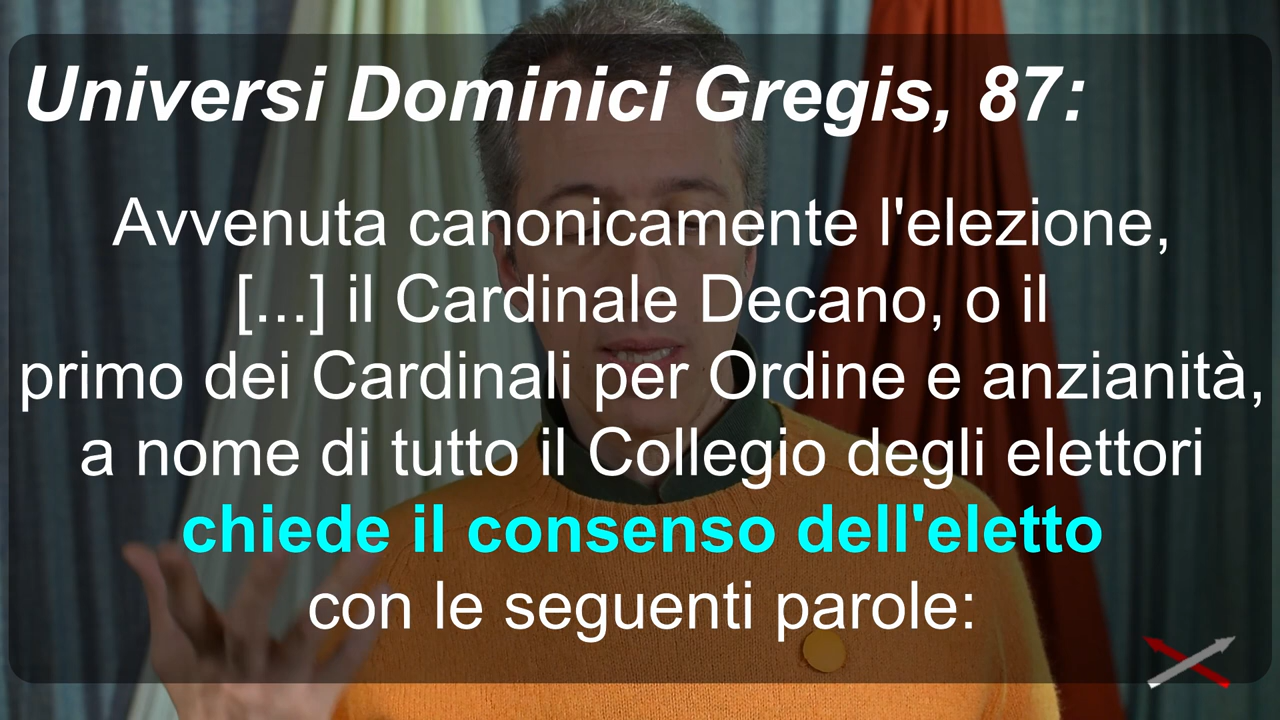 Universi Dominici Gregis, 87:
Avvenuta canonicamente l'elezione,
[...] il Cardinale Decano, o il
primo dei Cardinali per Ordine e anzianità,
a nome di tutto il Collegio degli elettori
chiede il consenso dell'eletto
con le seguenti parole: